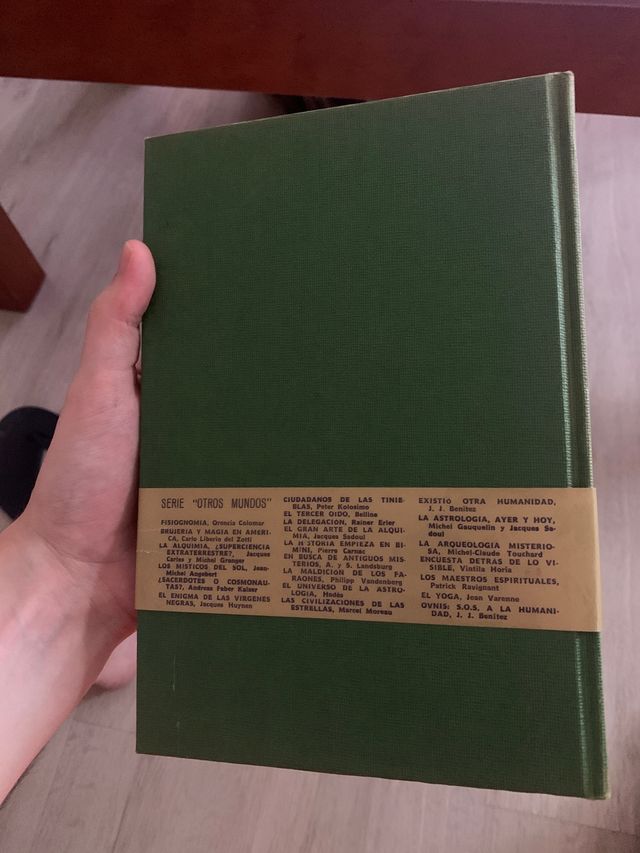 SERIE "OTROS MUNDOS"
FISIOGNOMIA, Orencia Colomar
BRUJERIA Y MAGIA EN AMERI-
CA, Carlo Liberio del Zotti
LA ALQUIMIA, ¿SUPERCIENCIA
EXTRATERRESTRE?, Jacques
Carles y Michel Granger
LOS MISTICOS DEL SOL, Jean-
Michel Angebert
¿SACERDOTES O COSMONAU-
TAS?, Andreas Faber Kaiser
EL ENIGMA DE LAS VIRGENES
NEGRAS, Jacques Huynen
CIUDADANOS DE LAS TINIE-
BLAS, Peter Kolosimo
EL TERCER OIDO, Belline
LA DELEGACION, Rainer Erler
EL GRAN ARTE DE LA ALQUI-
MIA, Jacques Sadoul
LA HISTORIA EMPIEZA EN BI-
MINI, Pierre Carnac
EN BUSCA DE ANTIGUOS MIS-
TERIOS, A. y S. Landsburg
LA MALDICION DE LOS FA-
RAONES, Philipp Vandenberg
EL UNIVERSO DE LA ASTRO-
LOGIA, Hadès
LAS CIVILIZACIONES DE LAS
ESTRELLAS, Marcel Moreau
EXISTIó OTRA HUMANIDAD,
J. J. Benítez
LA ASTROLOGIA, AYER Y HOY,
Michel Gauquelin y Jacques Sa-
doul
LA ARQUEOLOGIA MISTERIO-
SA, Michel-Claude Touchard
ENCUESTA DETRAS DE LO VI-
SIBLE, Vintila Horia
LOS MAESTROS ESPIRITUALES,
Patrick Ravignant
EL YOGA, Jean Varenne
OVNIS: S.O.S. A LA HUMANI-
DAD, J. J. Benítez